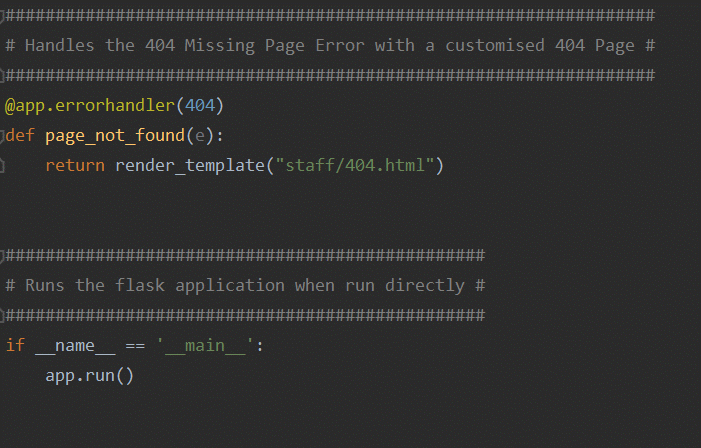 #################################################################
# Handles the 404 Missing Page Error with a customised 404 Page #
#################################################################
@app.errorhandler(404)
def page_not_found(e):
    return render_template("staff/404.html")
################################################
# Runs the flask application when run directly #
################################################
if __name__ == '__main__':
    app.run()